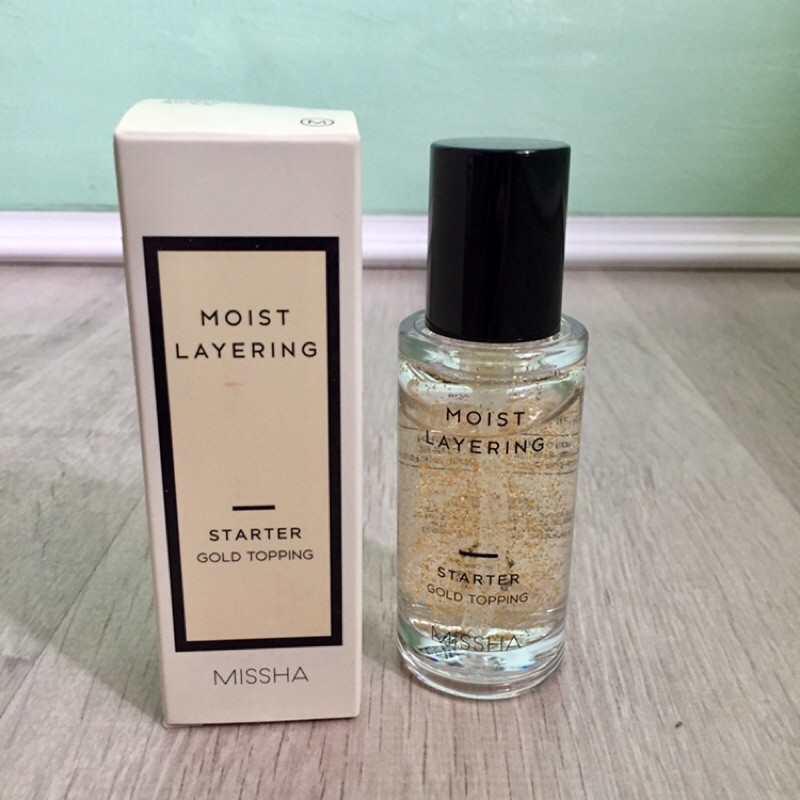 M
MOIST
LAYERING
STARTER
GOLD TOPPING
MISSHA
MOIST
LAYERING
STARTER
GOLD TOPPING
MISSHA